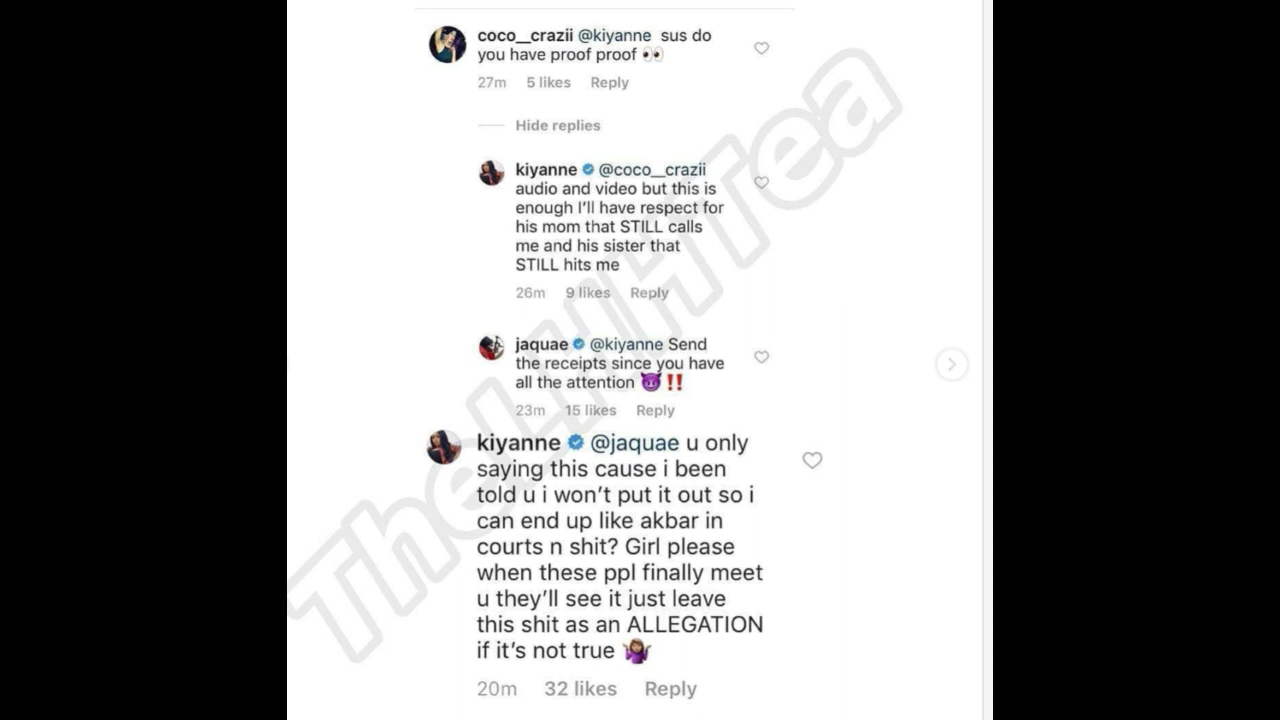 coco__crazii @kiyanne sus do
you have proof proof 👀
27m 5 likes Reply
Hide replies
kiyanne @coco__crazii
audio and video but this is
enough I'll have respect for
his mom that STILL calls
me and his sister that
STILL hits me
26m 9 likes Reply
jaquae @kiyanne Send
the receipts since you have
all the attention 😈‼️
23m 15 likes Reply
kiyanne @jaquae u only
saying this cause i been
told u i won't put it out so i
can end up like akbar in
courts n shit? Girl please
when these ppl finally meet
u they'll see it just leave
this shit as an ALLEGATION
if it's not true 🤷🏽‍♀️
20m 32 likes Reply
TheLHHTea